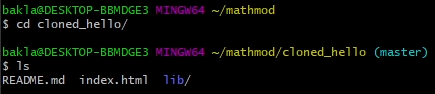 bakla@DESKTOP-BBMDGE3 MINGW64 ~/mathmod
$ cd cloned_hello/
bakla@DESKTOP-BBMDGE3 MINGW64 ~/mathmod/cloned_hello (master)
$ ls
README.md  index.html  lib/